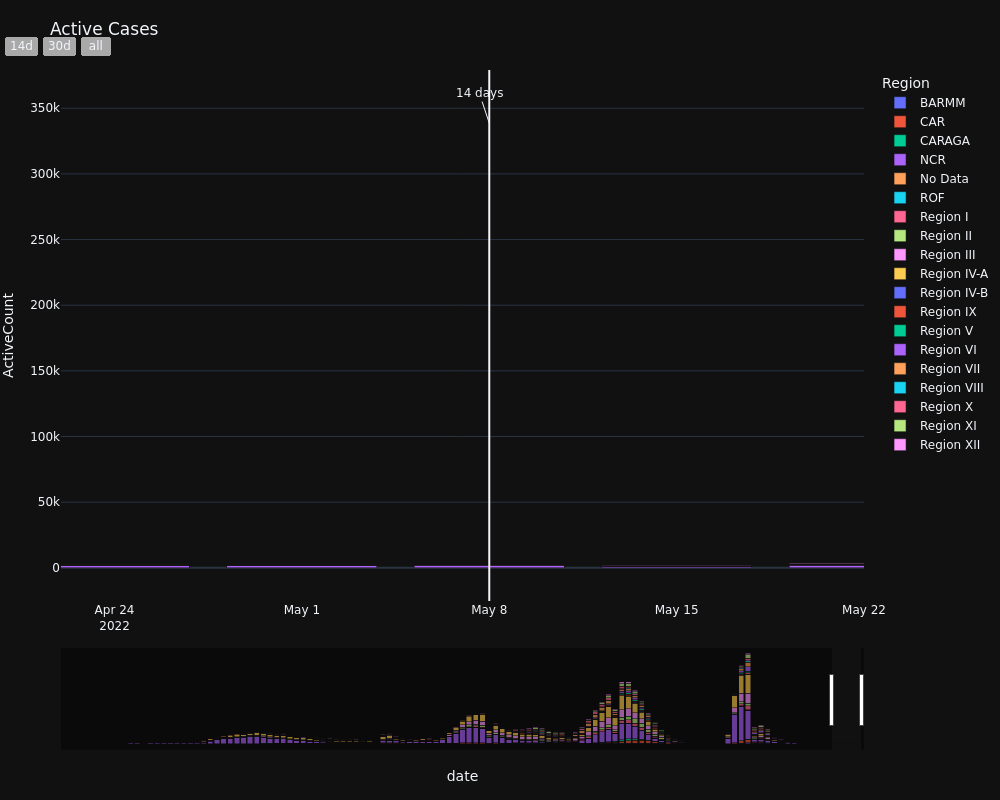 Active Cases
14d
30d
all
14 days
350k
300k
250k
200k
150k
100k
50k
0
ActiveCount
Apr 24
2022
May 1
May 8
May 15
May 22
date
Region
BARMM
CAR
CARAGA
NCR
No Data
ROF
Region I
Region II
Region III
Region IV-A
Region IV-B
Region IX
Region V
Region VI
Region VII
Region VIII
Region X
Region XI
Region XII